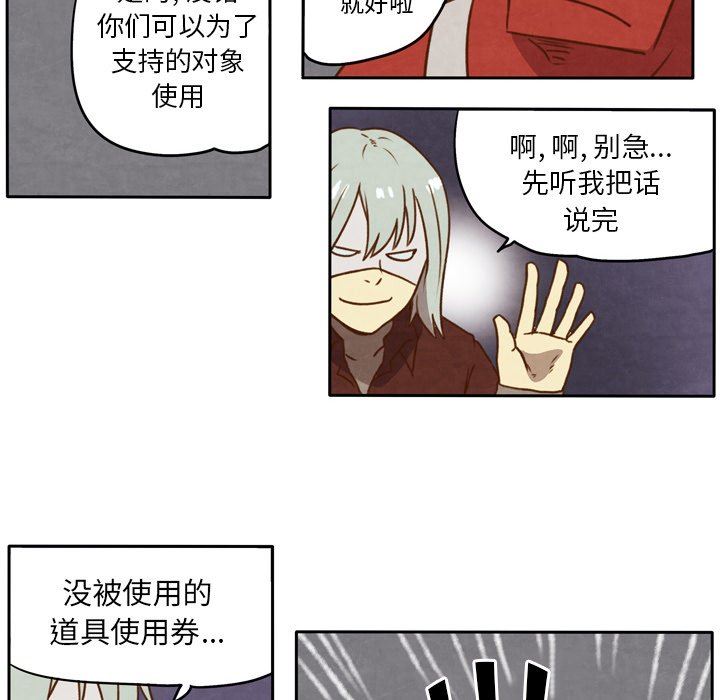 你们可以为了
支持的对象
使用
就好啦
啊, 啊, 别急...
先听我把话
说完
没被使用的
道具使用券...